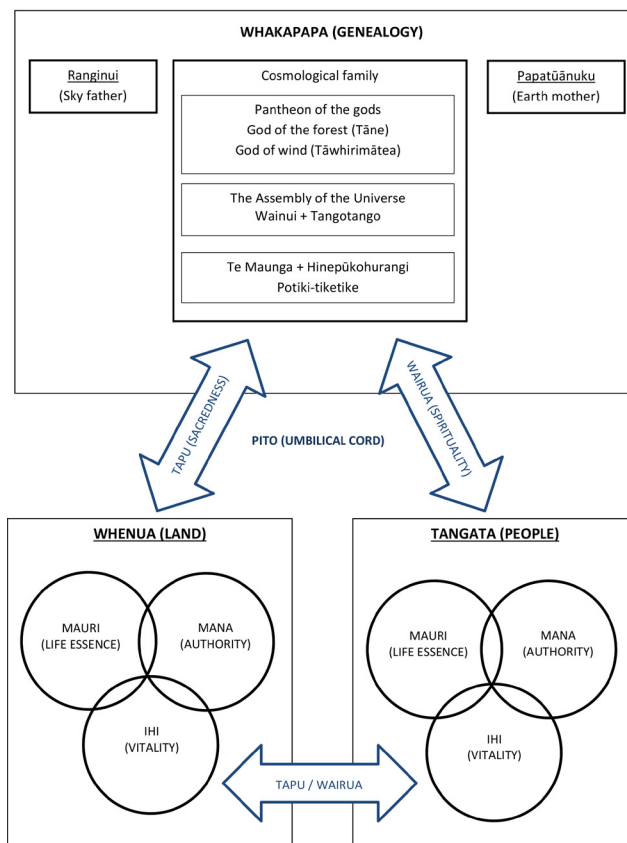 WHAKAPAPA (GENEALOGY)
Ranginui
(Sky father)
Cosmological family
Pantheon of the gods
God of the forest (Tāne)
God of wind (Tāwhirimātea)
The Assembly of the Universe
Wainui + Tangotango
Te Maunga + Hinepūkohurangi
Potiki-tiketike
Papatūānuku
(Earth mother)
TAPU (SACREDNESS)
PITO (UMBILICAL CORD)
WAIRUA (SPIRITUALITY)
WHENUA (LAND)
MAURI
(LIFE ESSENCE)
MANA
(AUTHORITY)
IHI
(VITALITY)
TAPU / WAIRUA
TANGATA (PEOPLE)
MAURI
(LIFE ESSENCE)
MANA
(AUTHORITY)
IHI
(VITALITY)